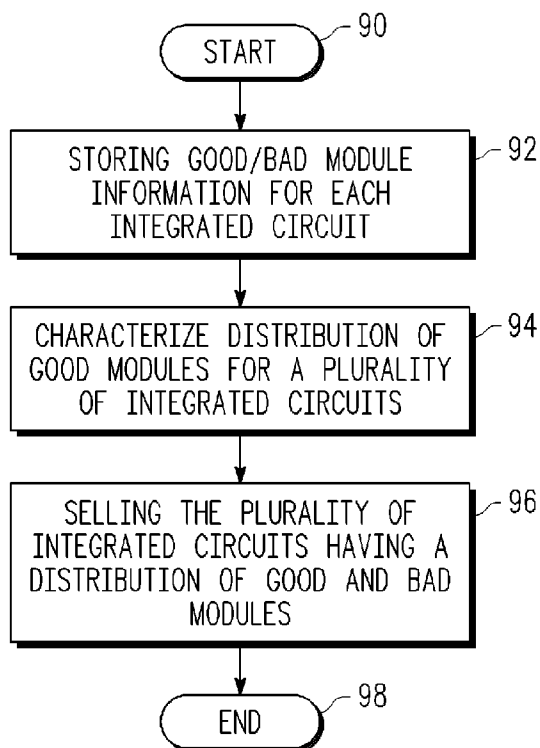 90
START
92
STORING GOOD/BAD MODULE
INFORMATION FOR EACH
INTEGRATED CIRCUIT
94
CHARACTERIZE DISTRIBUTION OF
GOOD MODULES FOR A PLURALITY
OF INTEGRATED CIRCUITS
96
SELLING THE PLURALITY OF
INTEGRATED CIRCUITS HAVING A
DISTRIBUTION OF GOOD AND BAD
MODULES
98
END